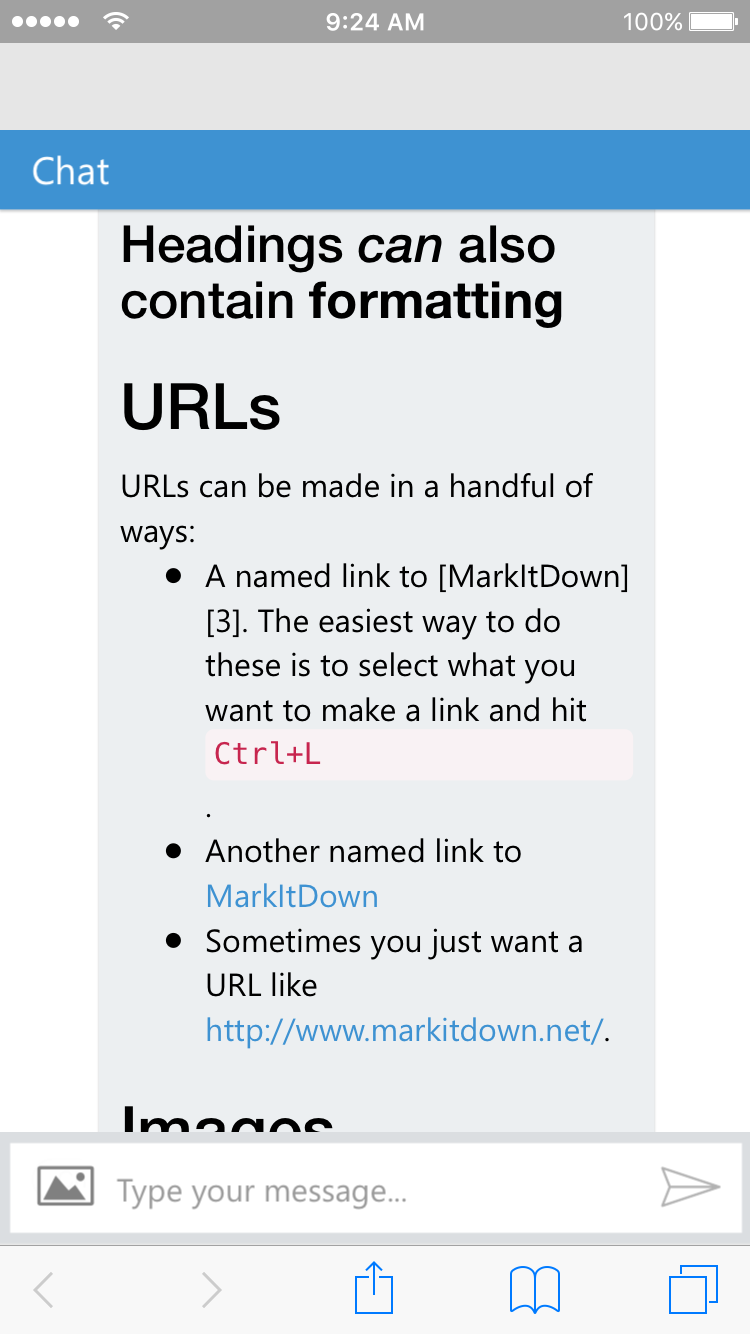 9:24 AM
100%
Chat
Headings can also
contain formatting
URLs
URLs can be made in a handful of
ways:
A named link to [MarkItDown]
[3]. The easiest way to do
these is to select what you
want to make a link and hit
Ctrl+L
.
Another named link to
MarkItDown
Sometimes you just want a
URL like
http://www.markitdown.net/.
Images
Type your message...